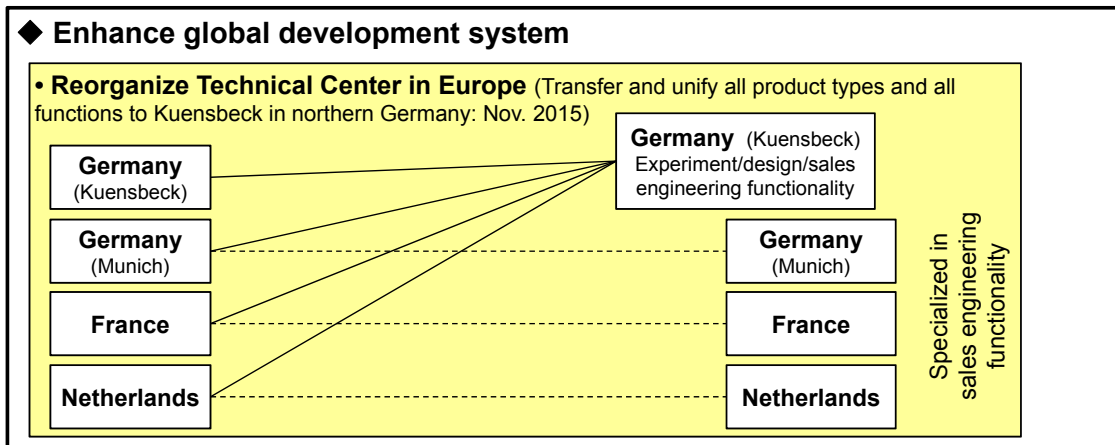 ◆ Enhance global development system
• Reorganize Technical Center in Europe (Transfer and unify all product types and all
functions to Kuensbeck in northern Germany: Nov. 2015)
Germany
(Kuensbeck)
Germany (Kuensbeck)
Experiment/design/sales
engineering functionality
Germany
(Munich)
Germany
(Munich)
France
France
Netherlands
Netherlands
Specialized in
sales engineering
functionality